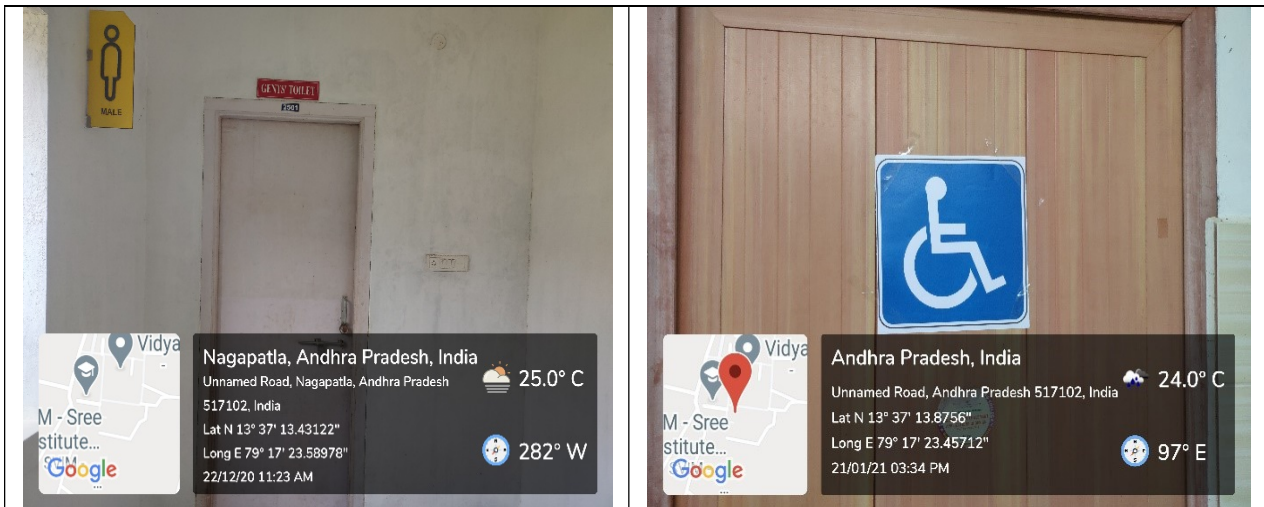 MALE
GENTS' TOILET
Vidya
M - Sree
stitute...
Google
Nagapatla, Andhra Pradesh, India
Unnamed Road, Nagapatla, Andhra Pradesh
517102, India
Lat N 13° 37' 13.43122"
Long E 79° 17' 23.58978"
22/12/20 11:23 AM
25.0° C
282° W
Vidya
M - Sree
stitute...
Google
Andhra Pradesh, India
Unnamed Road, Andhra Pradesh 517102, India
Lat N 13° 37' 13.8756"
Long E 79° 17' 23.45712"
21/01/21 03:34 PM
24.0° C
97° E